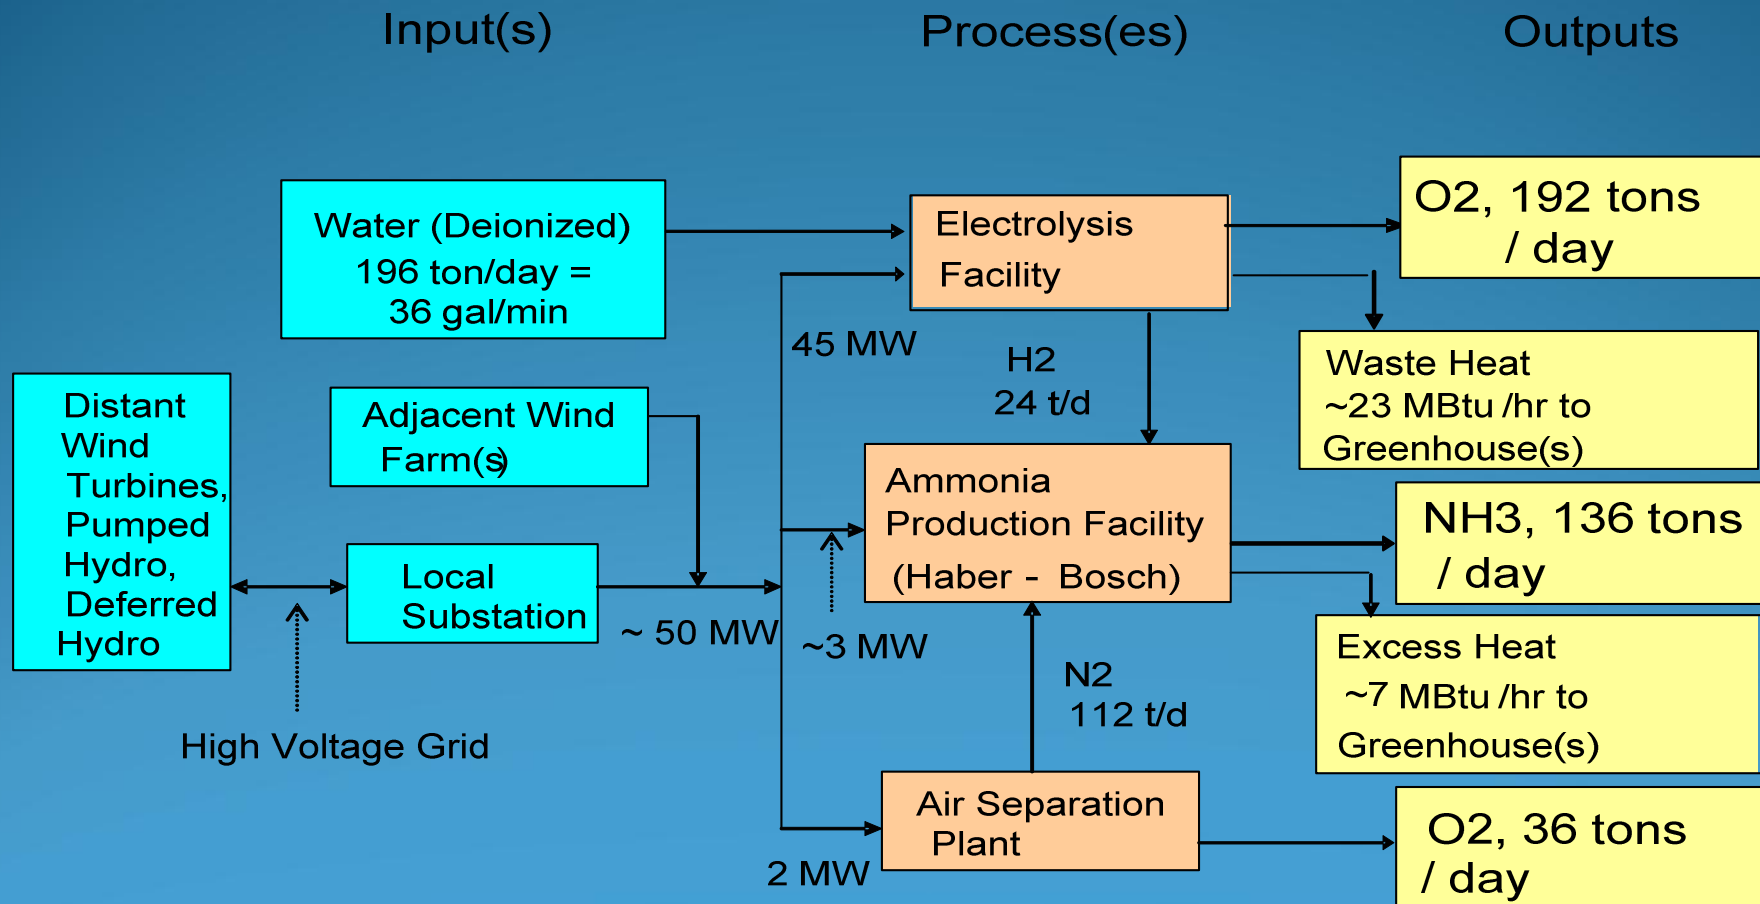 Input(s)
Process(es)
Outputs
Water (Deionized)
196 ton/day =
36 gal/min
Electrolysis
Facility
O2, 192 tons
/ day
45 MW
H2
24 t/d
Waste Heat
~23 MBtu /hr to
Greenhouse(s)
Distant
Wind
Turbines,
Pumped
Hydro,
Deferred
Hydro
Adjacent Wind
Farm(s)
Ammonia
Production Facility
(Haber - Bosch)
NH3, 136 tons
/ day
Local
Substation
~ 50 MW
~3 MW
Excess Heat
~7 MBtu /hr to
Greenhouse(s)
High Voltage Grid
N2
112 t/d
Air Separation
Plant
2 MW
O2, 36 tons
/ day